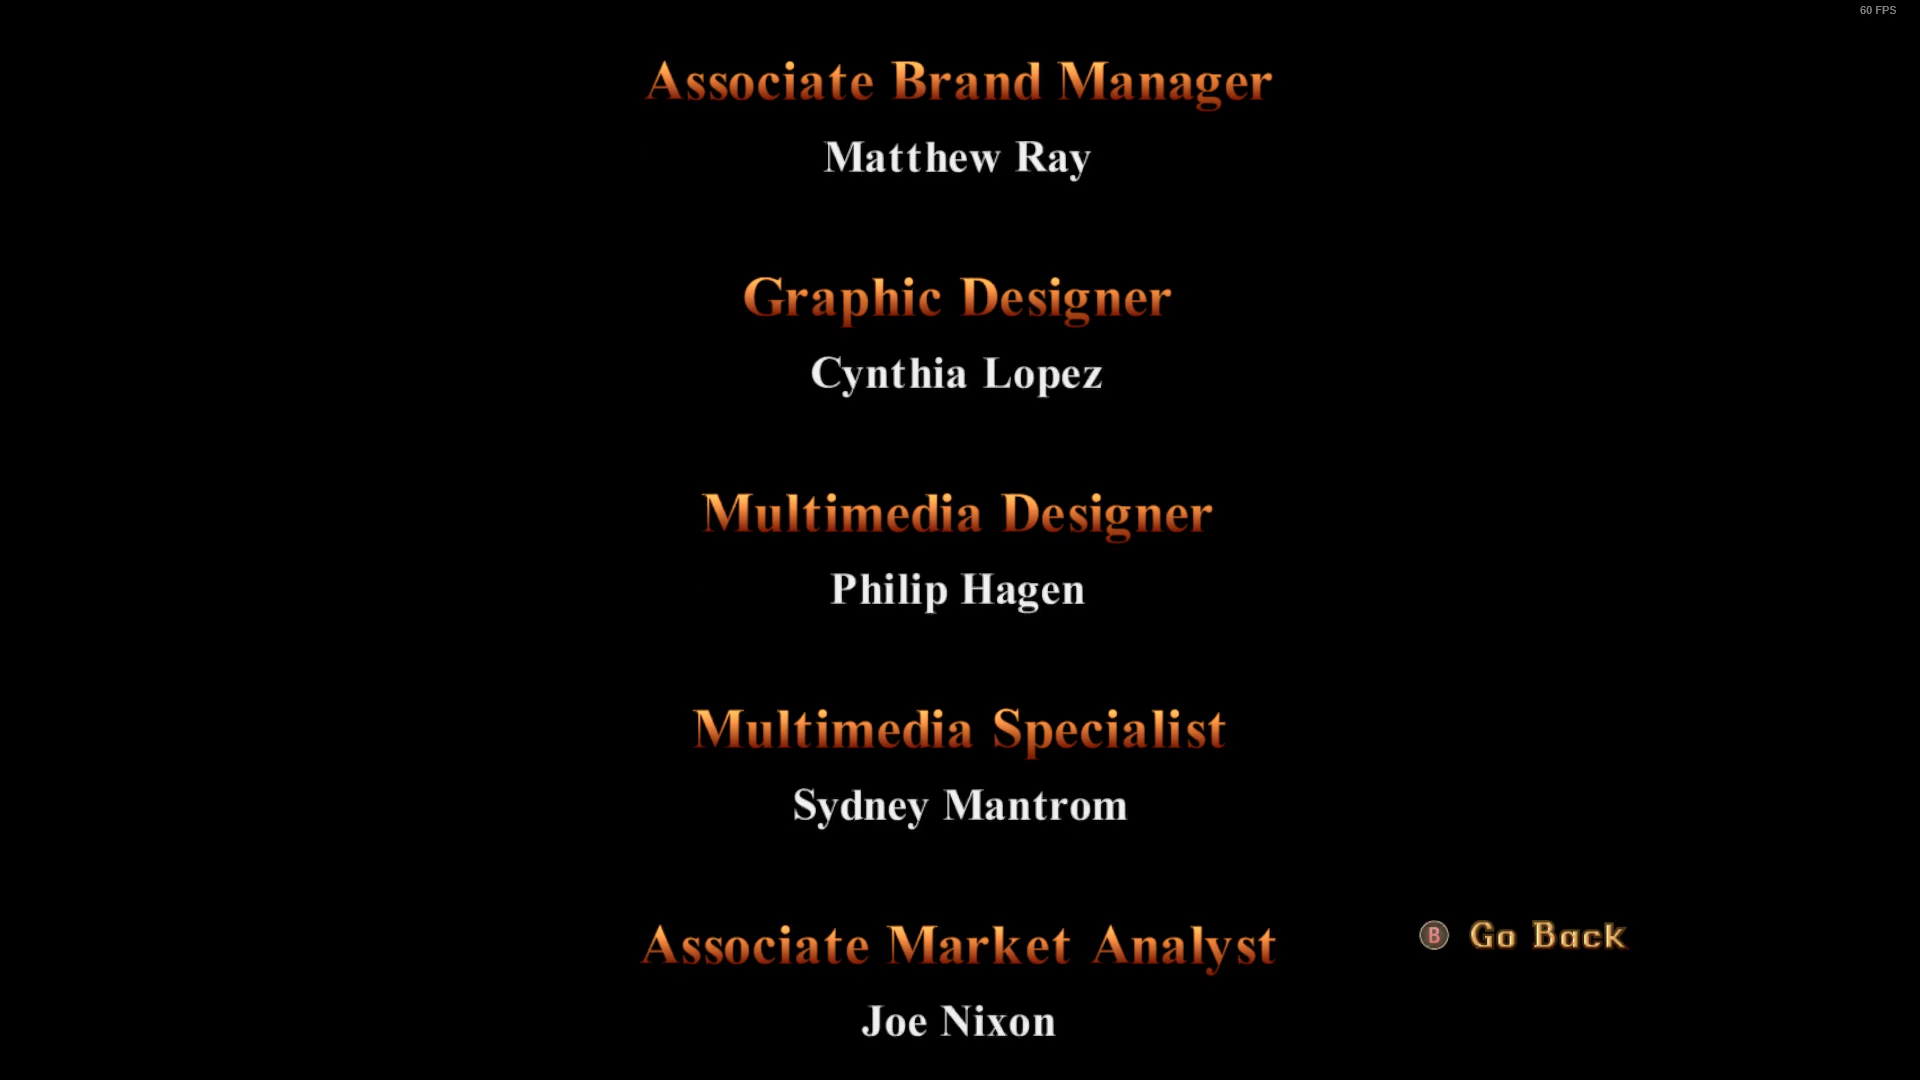 60 FPS
Associate Brand Manager
Matthew Ray
Graphic Designer
Cynthia Lopez
Multimedia Designer
Philip Hagen
Multimedia Specialist
Sydney Mantrom
Associate Market Analyst
B Go Back
Joe Nixon